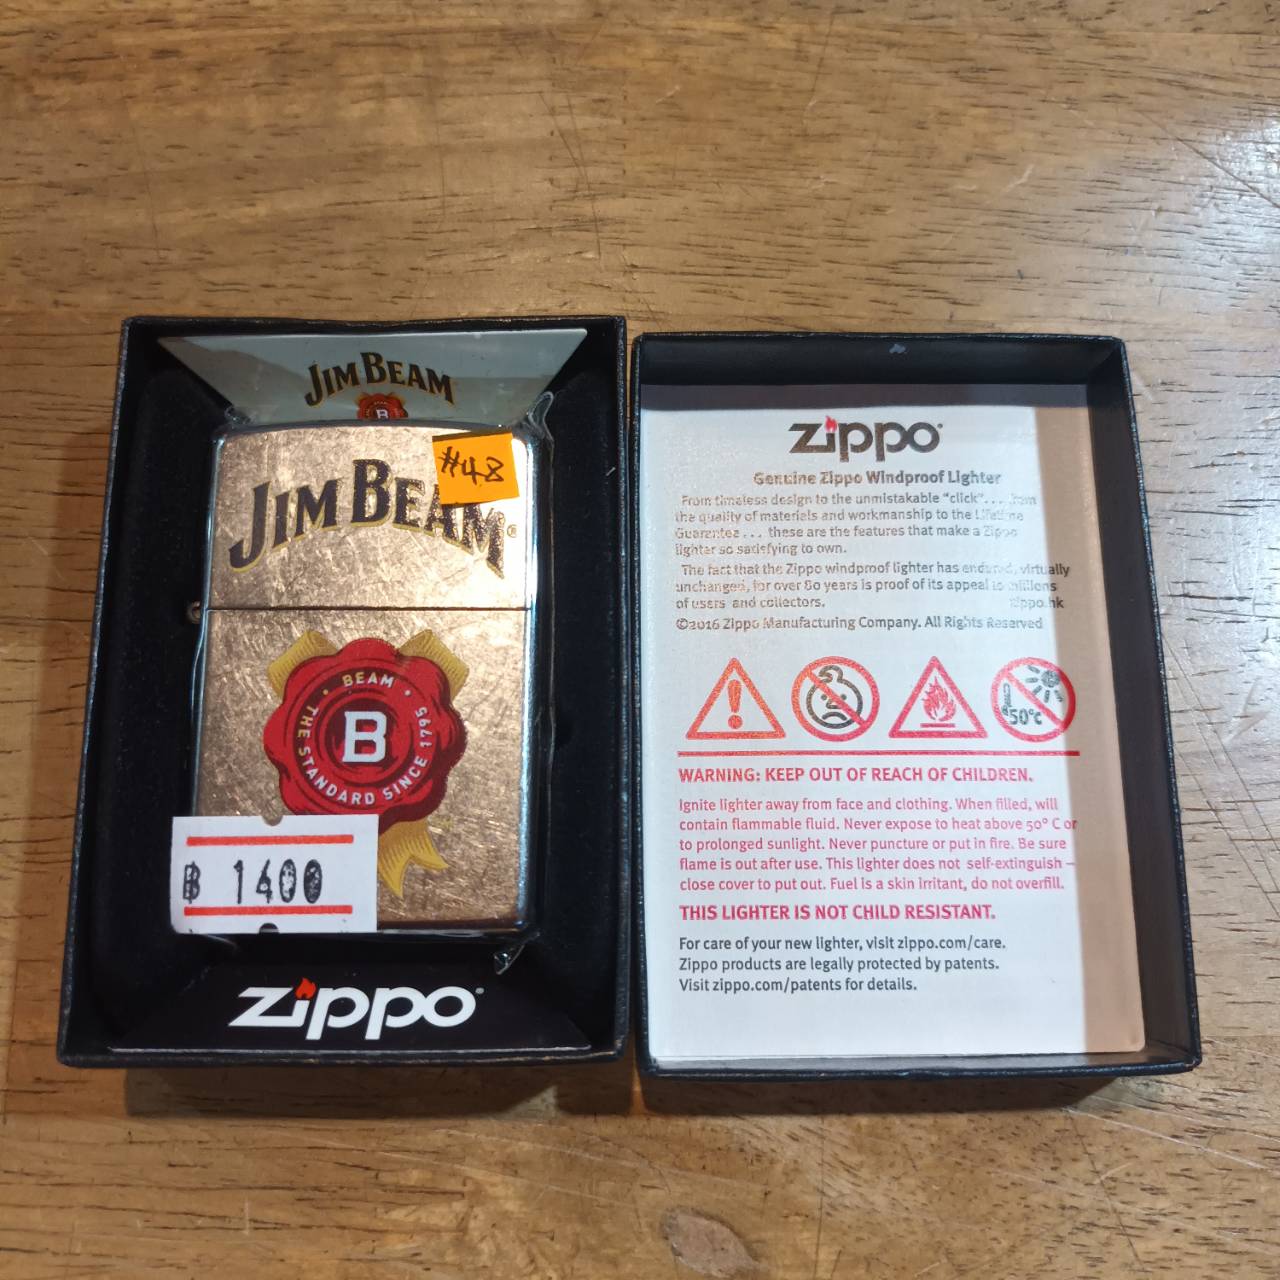 JIM BEAM
B
#48
JIM BEAM®
BEAM
THE STANDARD SINCE 1795
B
฿ 1400
zippo
zippo
Genuine Zippo Windproof Lighter
From timeless design to the unmistakable "click"... from
the quality of materials and workmanship to the Lifetime
Guarantee... these are the features that make a Zippo
lighter so satisfying to own.
The fact that the Zippo windproof lighter has endured, virtually
unchanged, for over 80 years is proof of its appeal to millions
of users and collectors. zippo.hk
©2016 Zippo Manufacturing Company. All Rights Reserved
50°C
WARNING: KEEP OUT OF REACH OF CHILDREN.
Ignite lighter away from face and clothing. When filled, will
contain flammable fluid. Never expose to heat above 50° C or
to prolonged sunlight. Never puncture or put in fire. Be sure
flame is out after use. This lighter does not self-extinguish –
close cover to put out. Fuel is a skin irritant, do not overfill.
THIS LIGHTER IS NOT CHILD RESISTANT.
For care of your new lighter, visit zippo.com/care.
Zippo products are legally protected by patents.
Visit zippo.com/patents for details.